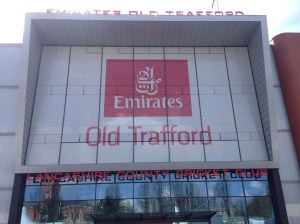 EMIRATES OLD TRAFFORD
Emirates
Old Trafford
LANCASHIRE COUNTY CRICKET CLUB